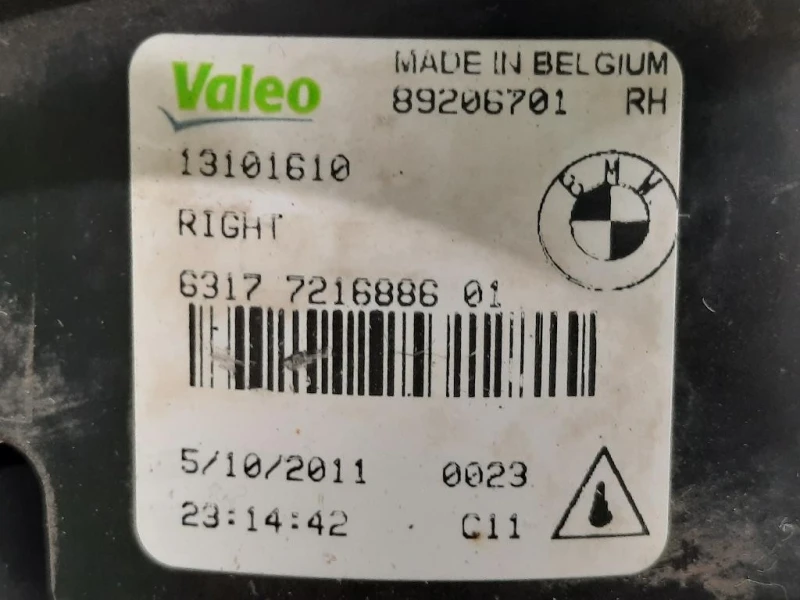 Valeo
MADE IN BELGIUM
89206701 RH
13101610
BMW
RIGHT
6317 7216886 01
5/10/2011 0023
23:14:42 C11